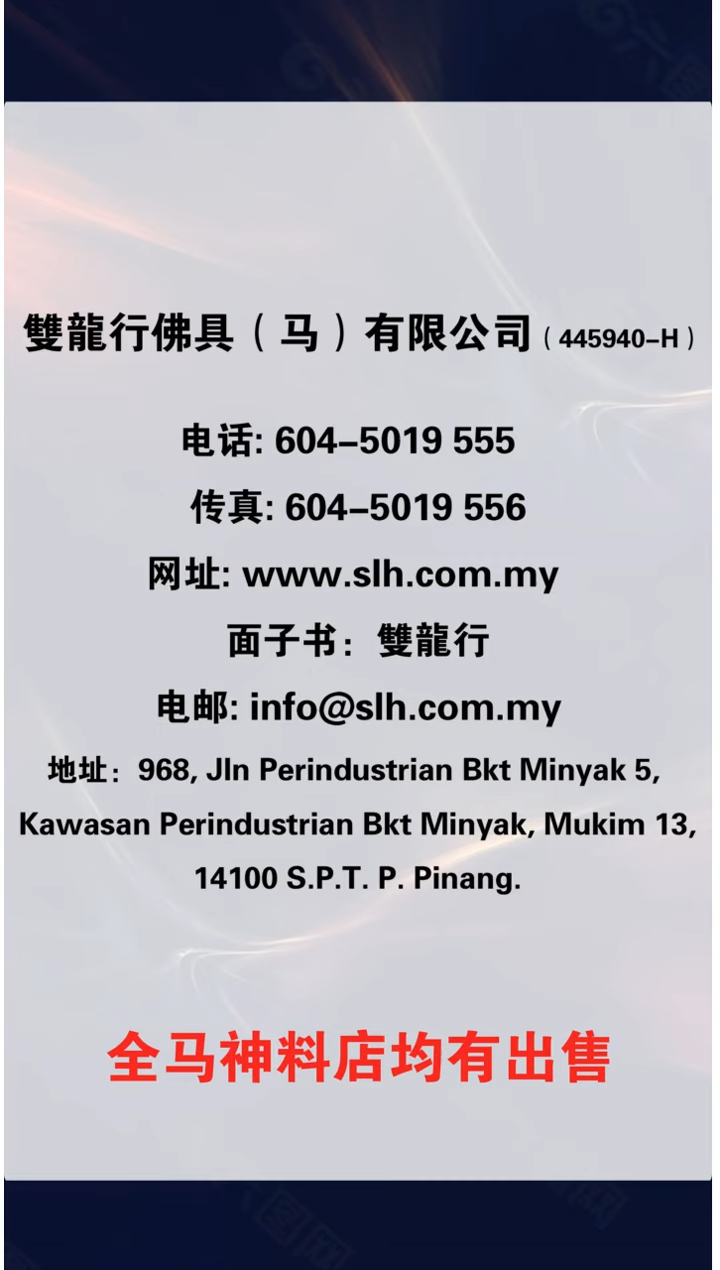 雙龍行佛具（马）有限公司（445940-H）
电话: 604-5019 555
传真: 604-5019 556
网址: www.slh.com.my
面子书：雙龍行
电邮: info@slh.com.my
地址：968, Jln Perindustrian Bkt Minyak 5,
Kawasan Perindustrian Bkt Minyak, Mukim 13,
14100 S.P.T. P. Pinang.
全马神料店均有出售